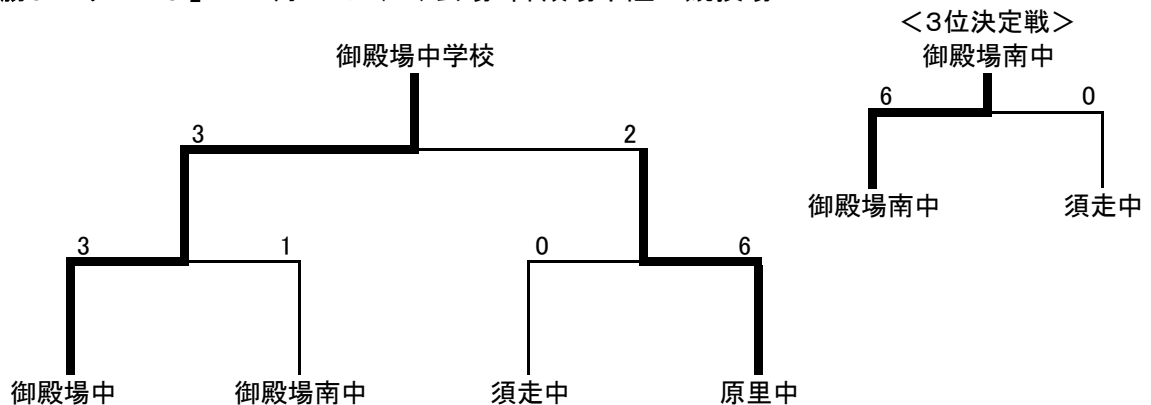 ＜3位決定戦＞
御殿場中学校
御殿場南中
6 0
3 2
御殿場南中 須走中
3 1 0 6
御殿場中 御殿場南中 須走中 原里中